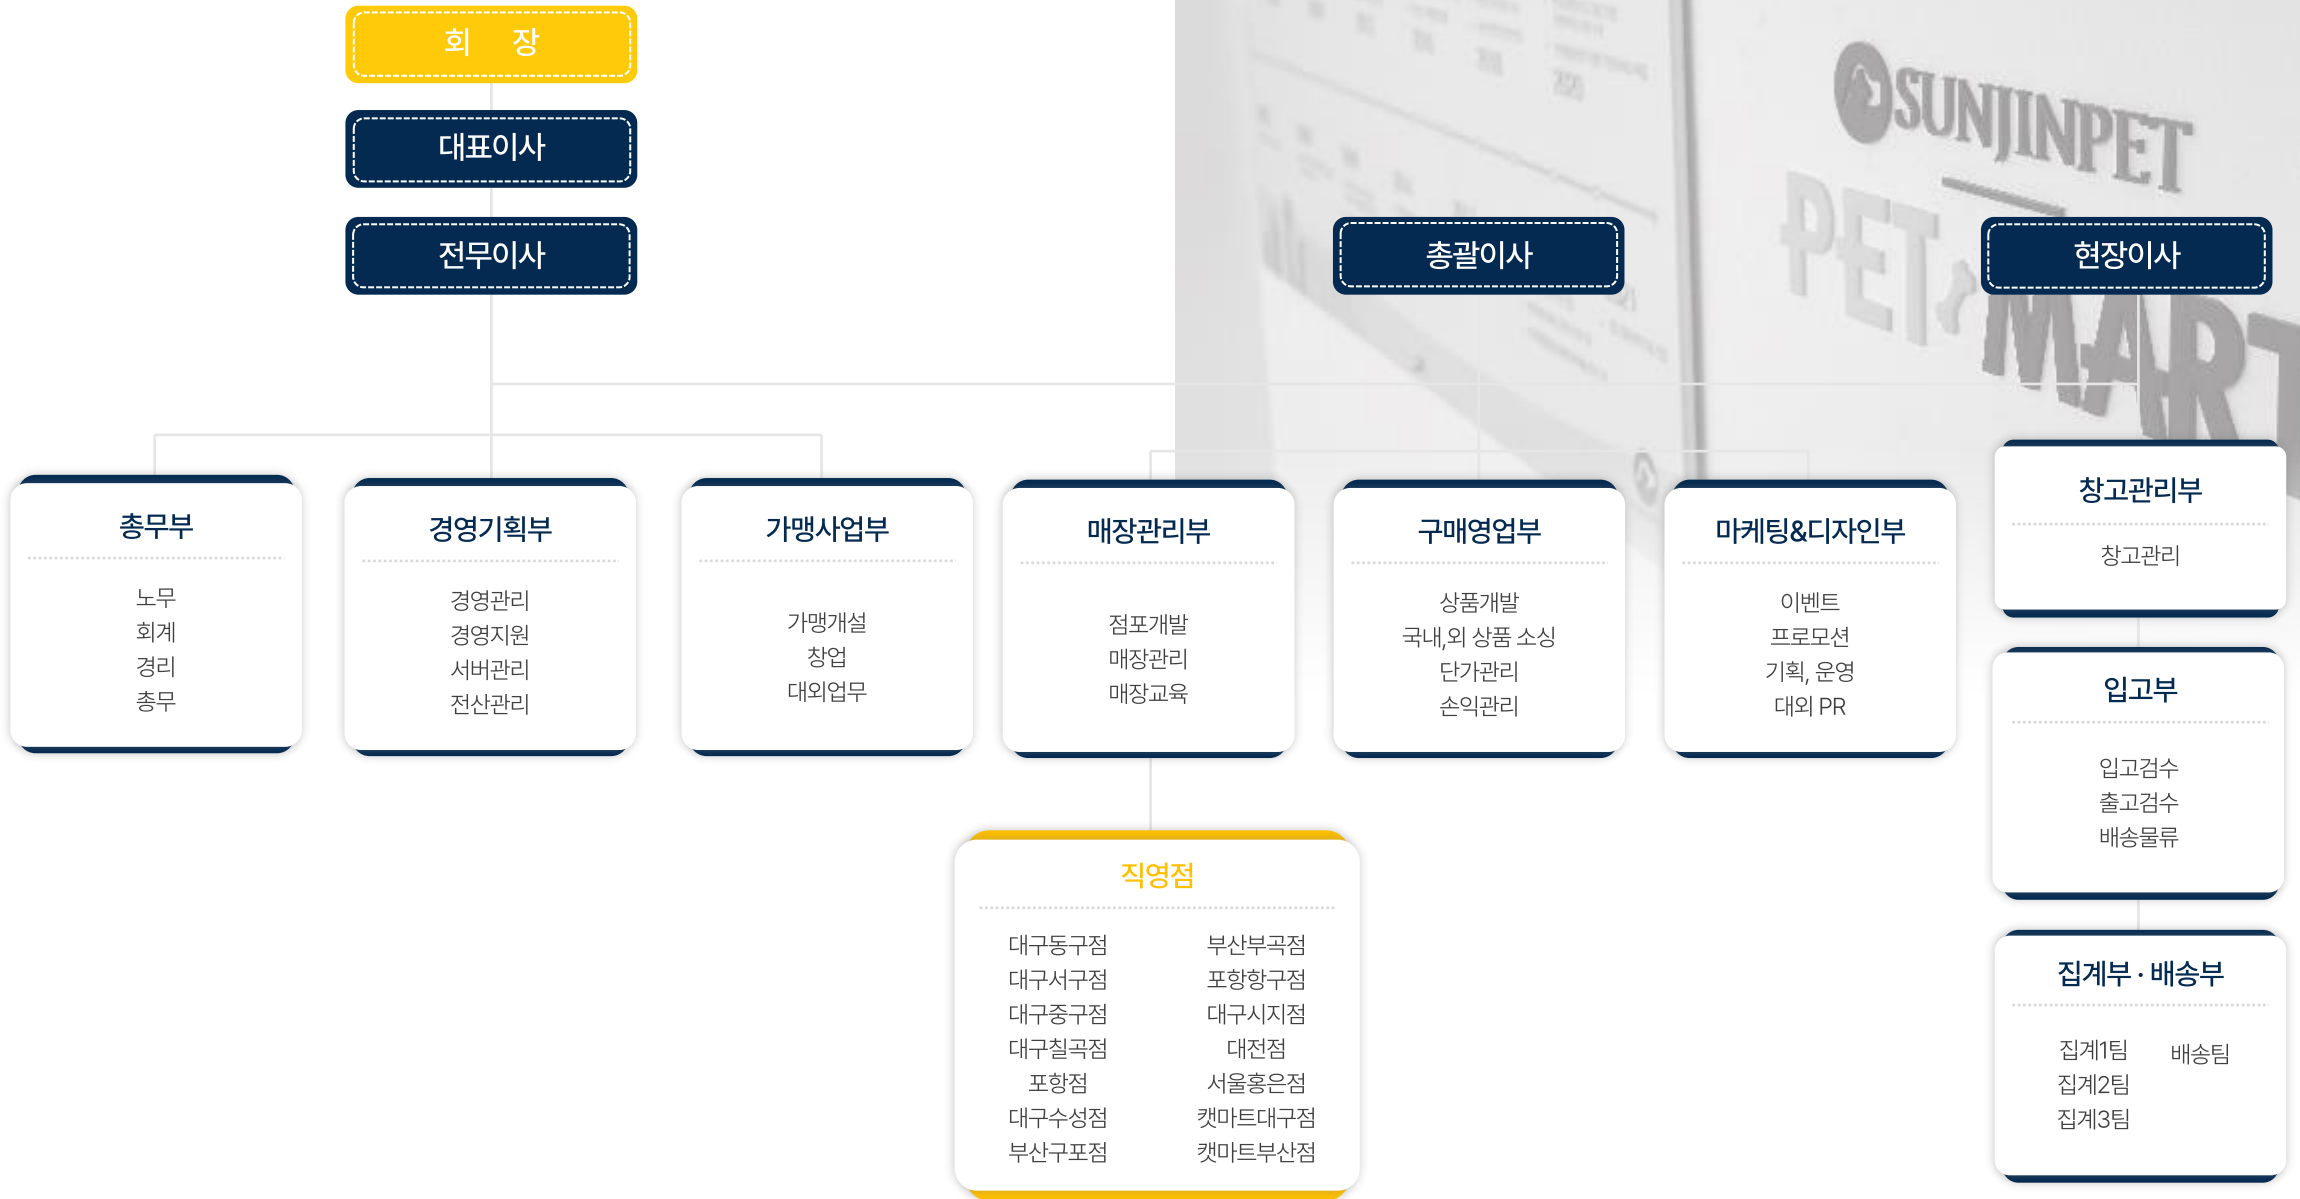 회 장
대표이사
전무이사
총괄이사
현장이사
SUNJINPET
PET
MART
2020
총무부
노무
회계
경리
총무
경영기획부
경영관리
경영지원
서버관리
전산관리
가맹사업부
가맹개설
창업
대외업무
매장관리부
점포개발
매장관리
매장교육
구매영업부
상품개발
국내,외 상품 소싱
단가관리
손익관리
마케팅&디자인부
이벤트
프로모션
기획, 운영
대외 PR
창고관리부
창고관리
입고부
입고검수
출고검수
배송물류
집계부 · 배송부
집계1팀
집계2팀
집계3팀
배송팀
직영점
대구동구점
대구서구점
대구중구점
대구칠곡점
포항점
대구수성점
부산구포점
부산부곡점
포항항구점
대구시지점
대전점
서울홍은점
캣마트대구점
캣마트부산점